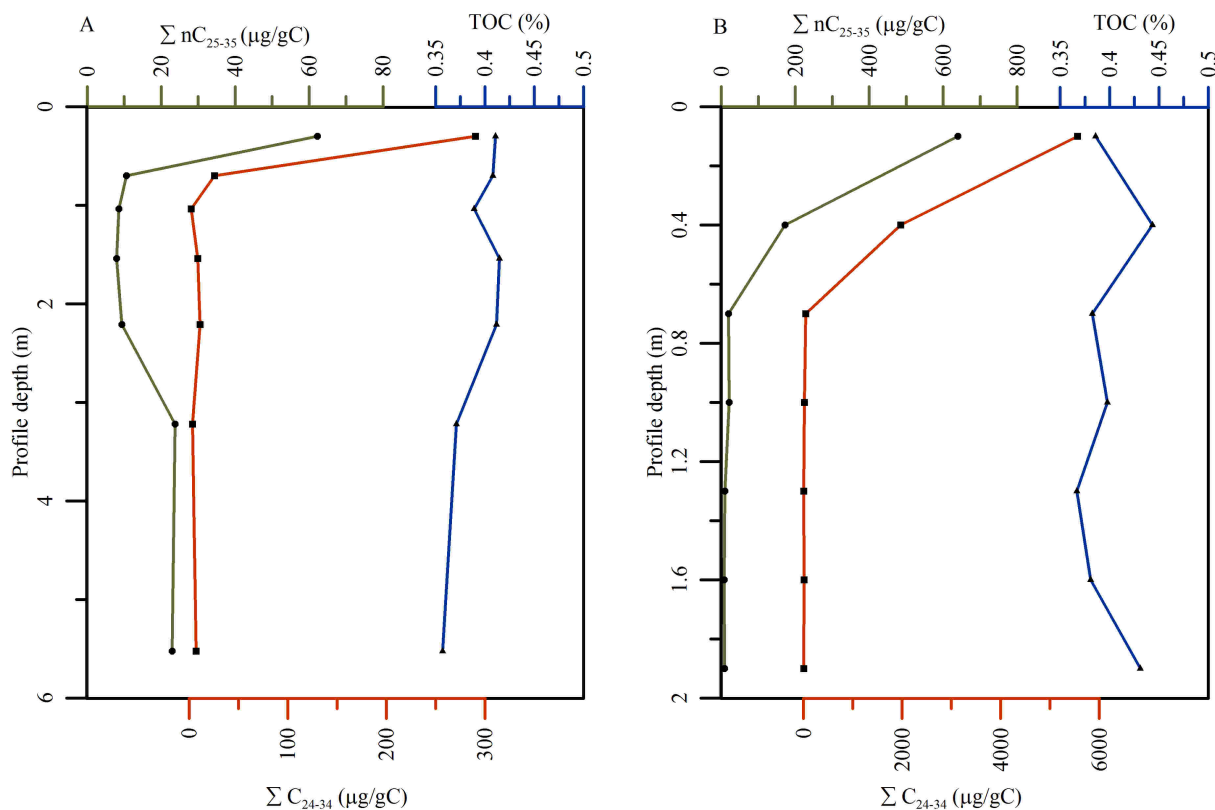 A
∑ nC25-35 (μg/gC)
TOC (%)
0 20 40 60 80
0.35 0.4 0.45 0.5
Profile depth (m)
0
2
4
6
0 100 200 300
∑ C24-34 (μg/gC)
B
∑ nC25-35 (μg/gC)
TOC (%)
0 200 400 600 800
0.35 0.4 0.45 0.5
Profile depth (m)
0
0.4
0.8
1.2
1.6
2
0 2000 4000 6000
∑ C24-34 (μg/gC)